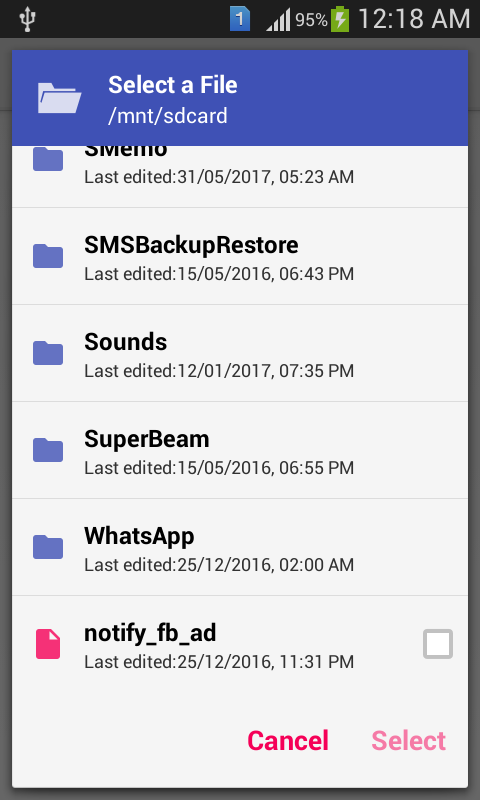 1 95% 12:18 AM
Select a File
/mnt/sdcard
SMemo
Last edited:31/05/2017, 05:23 AM
SMSBackupRestore
Last edited:15/05/2016, 06:43 PM
Sounds
Last edited:12/01/2017, 07:35 PM
SuperBeam
Last edited:15/05/2016, 06:55 PM
WhatsApp
Last edited:25/12/2016, 02:00 AM
notify_fb_ad
Last edited:25/12/2016, 11:31 PM
Cancel Select